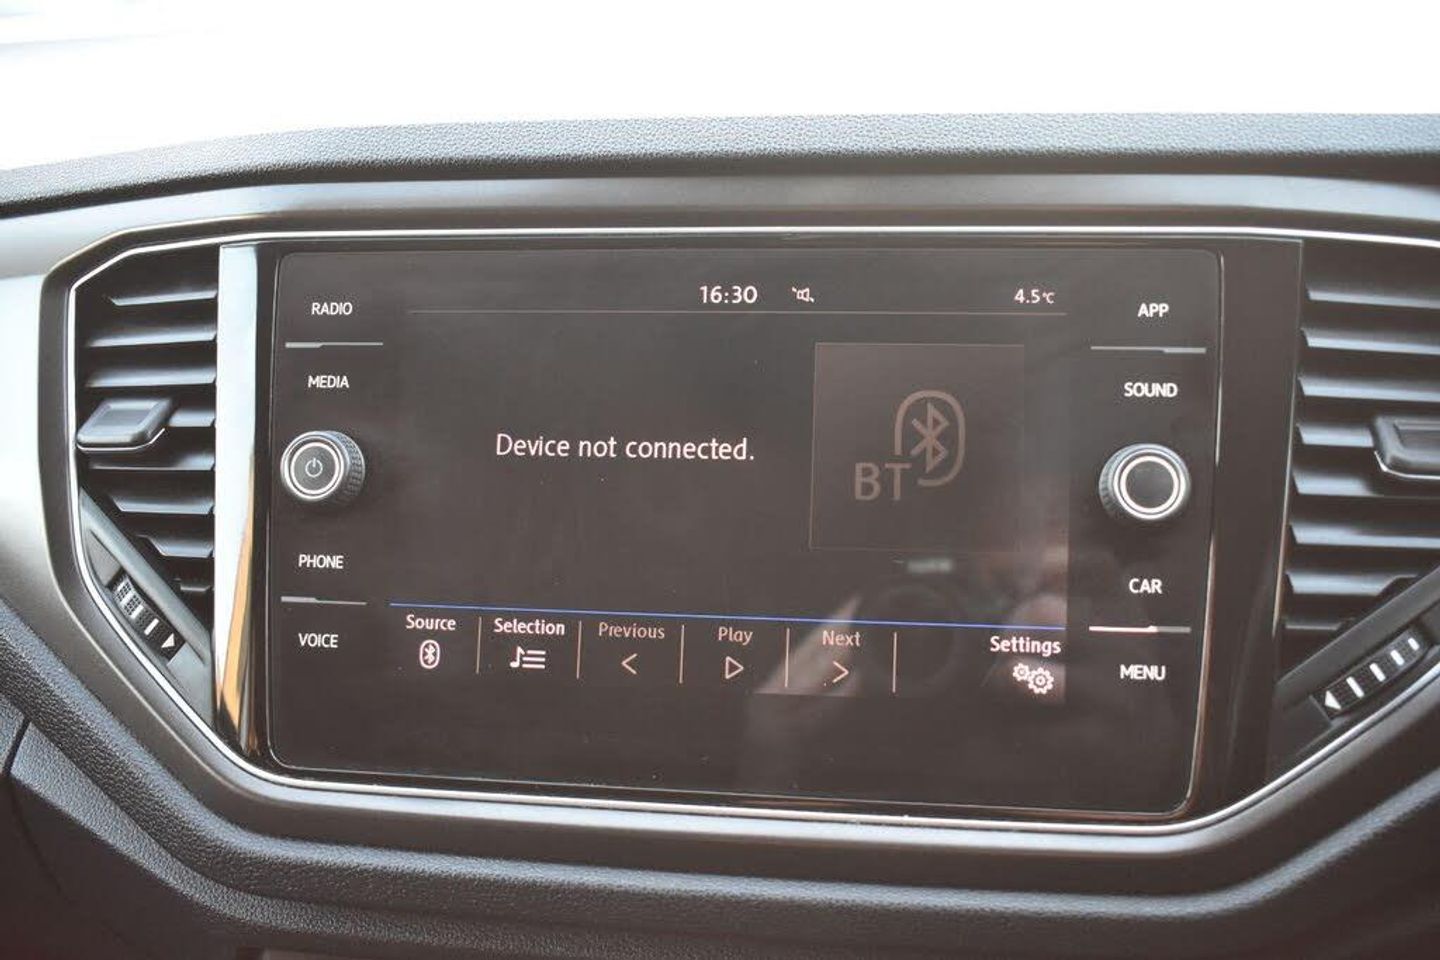 16:30 4.5°C
RADIO
MEDIA
PHONE
VOICE
Device not connected.
BT
Source Selection Previous Play Next Settings
APP
SOUND
CAR
MENU